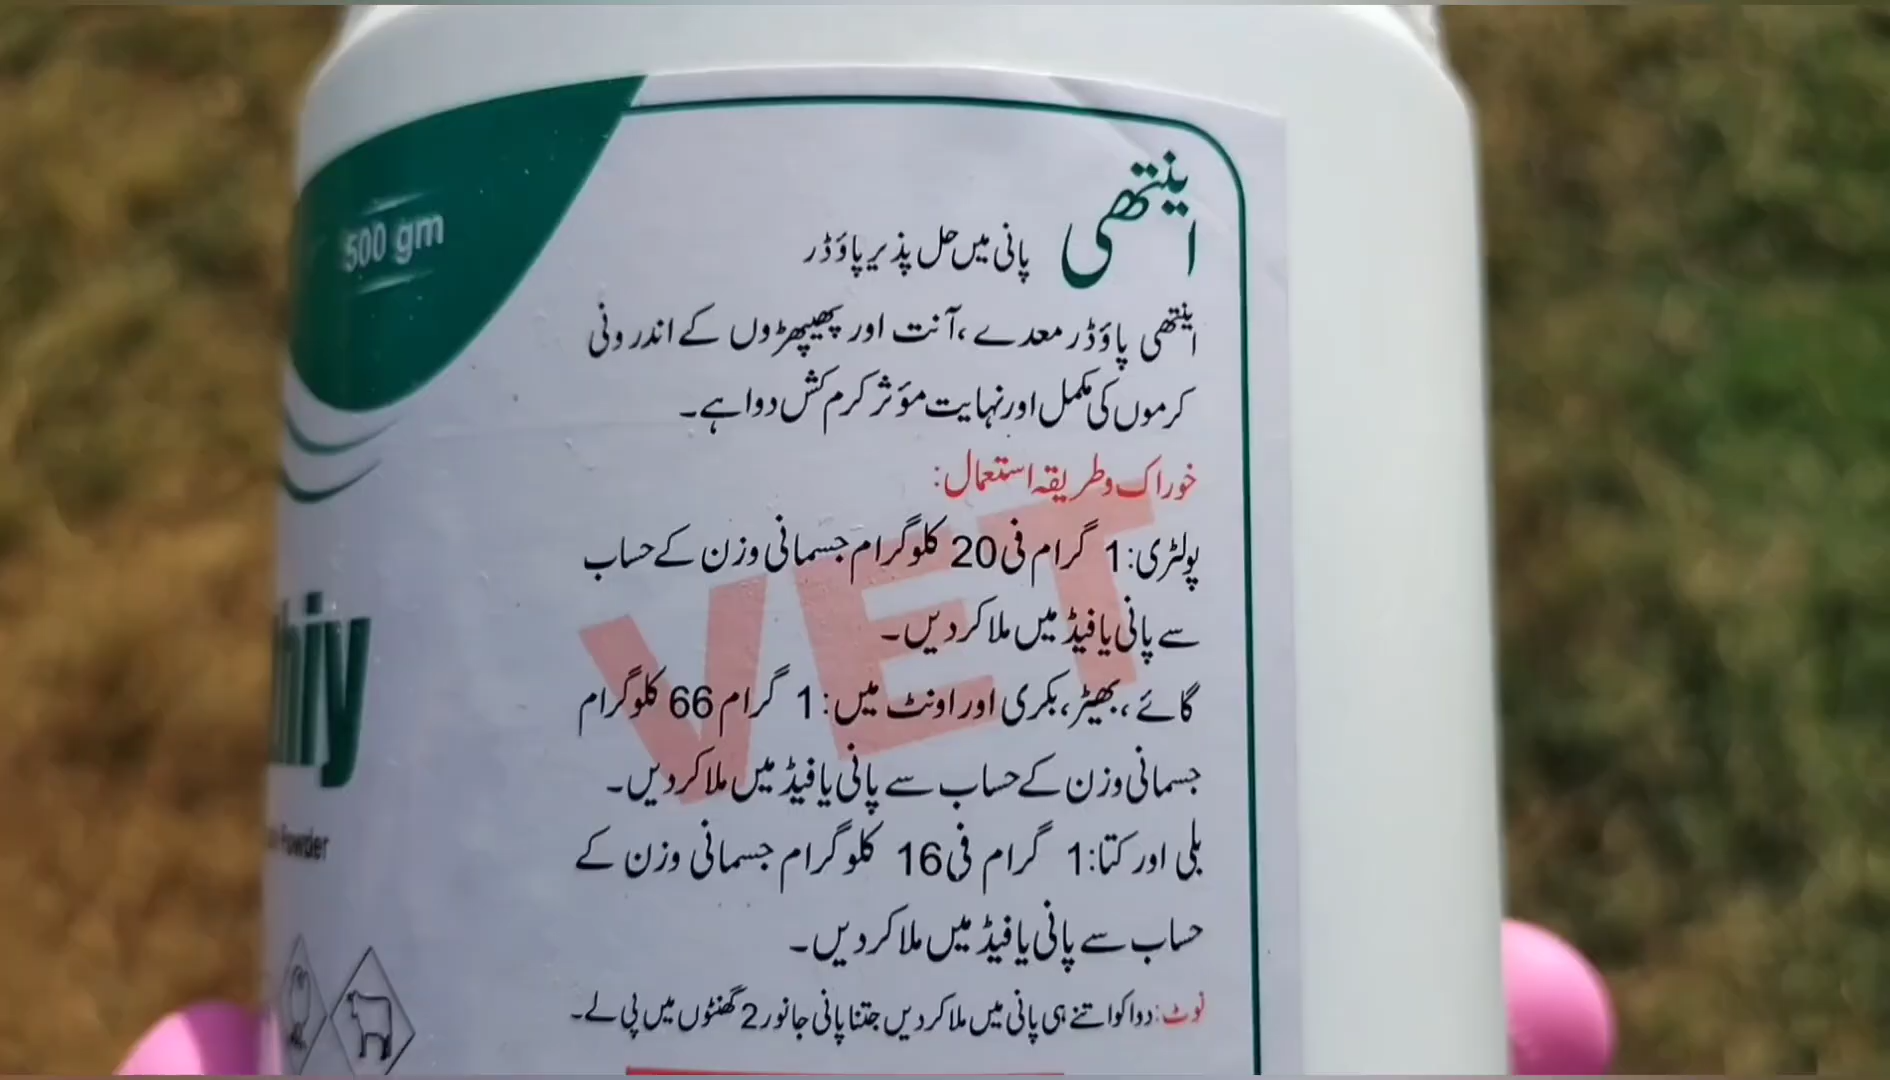 500 gm
اینتھی پانی میں حل پذیر پاؤڈر
اینتھی پاؤڈر معدے، آنت اور پھیپھڑوں کے اندرونی
کرموں کی مکمل اور نہایت مؤثر کرم کش دوا ہے۔
خوراک و طریقہ استعمال:
پولٹری: 1 گرام فی 20 کلوگرام جسمانی وزن کے حساب
سے پانی یا فیڈ میں ملا کر دیں۔
گائے، بھیڑ، بکری اور اونٹ میں: 1 گرام 66 کلوگرام
جسمانی وزن کے حساب سے پانی یا فیڈ میں ملا کر دیں۔
بلی اور کتا: 1 گرام فی 16 کلوگرام جسمانی وزن کے
حساب سے پانی یا فیڈ میں ملا کر دیں۔
نوٹ: دوا کو اتنے ہی پانی میں ملا کر دیں جتنا پانی جانور 2 گھنٹوں میں پی لے۔
VET
Powder